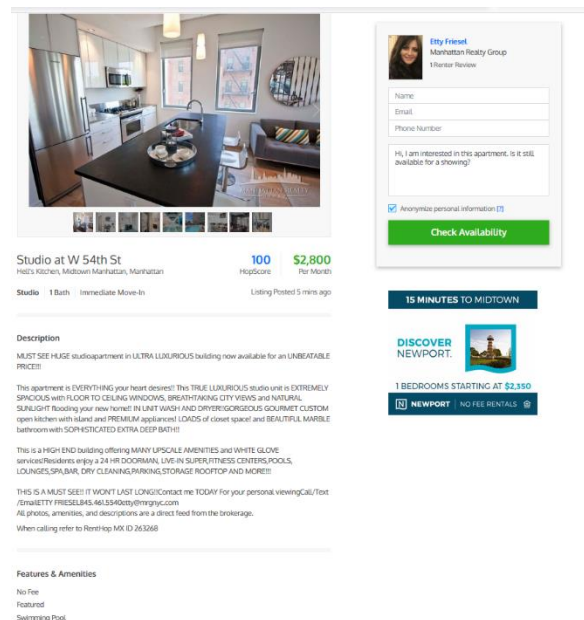 Etty Friesel
Manhattan Realty Group
1 Renter Review
Name
Email
Phone Number
Hi, I am interested in this apartment. Is it still
available for a showing?
Anonymize personal information [?]
Check Availability
Studio at W 54th St
Hell's Kitchen, Midtown Manhattan, Manhattan
100
HopScore
$2,800
Per Month
Studio 1 Bath Immediate Move-In
Listing Posted 5 mins ago
Description
MUST SEE HUGE studioapartment in ULTRA LUXURIOUS building now available for an UNBEATABLE
PRICE!!!
This apartment is EVERYTHING your heart desires!! This TRUE LUXURIOUS studio unit is EXTREMELY
SPACIOUS with FLOOR TO CEILING WINDOWS, BREATHTAKING CITY VIEWS and NATURAL
SUNLIGHT flooding your new home!! IN UNIT WASH AND DRYER!!GORGEOUS GOURMET CUSTOM
open kitchen with island and PREMIUM appliances! LOADS of closet space! and BEAUTIFUL MARBLE
bathroom with SOPHISTICATED EXTRA DEEP BATH!!
This is a HIGH END building offering MANY UPSCALE AMENITIES and WHITE GLOVE
services!Residents enjoy a 24 HR DOORMAN, LIVE-IN SUPER,FITNESS CENTERS,POOLS,
LOUNGES,SPA,BAR, DRY CLEANING,PARKING,STORAGE ROOFTOP AND MORE!!!
THIS IS A MUST SEE!! IT WON'T LAST LONG!!Contact me TODAY For your personal viewingCall/Text
/EmailETTY FRIESEL845.461.5540etty@mrgnyc.com
All photos, amenities, and descriptions are a direct feed from the brokerage.
When calling refer to RentHop MX ID 263268
Features & Amenities
No Fee
Featured
Swimming Pool
15 MINUTES TO MIDTOWN
DISCOVER
NEWPORT.
1 BEDROOMS STARTING AT $2,350
N NEWPORT NO FEE RENTALS